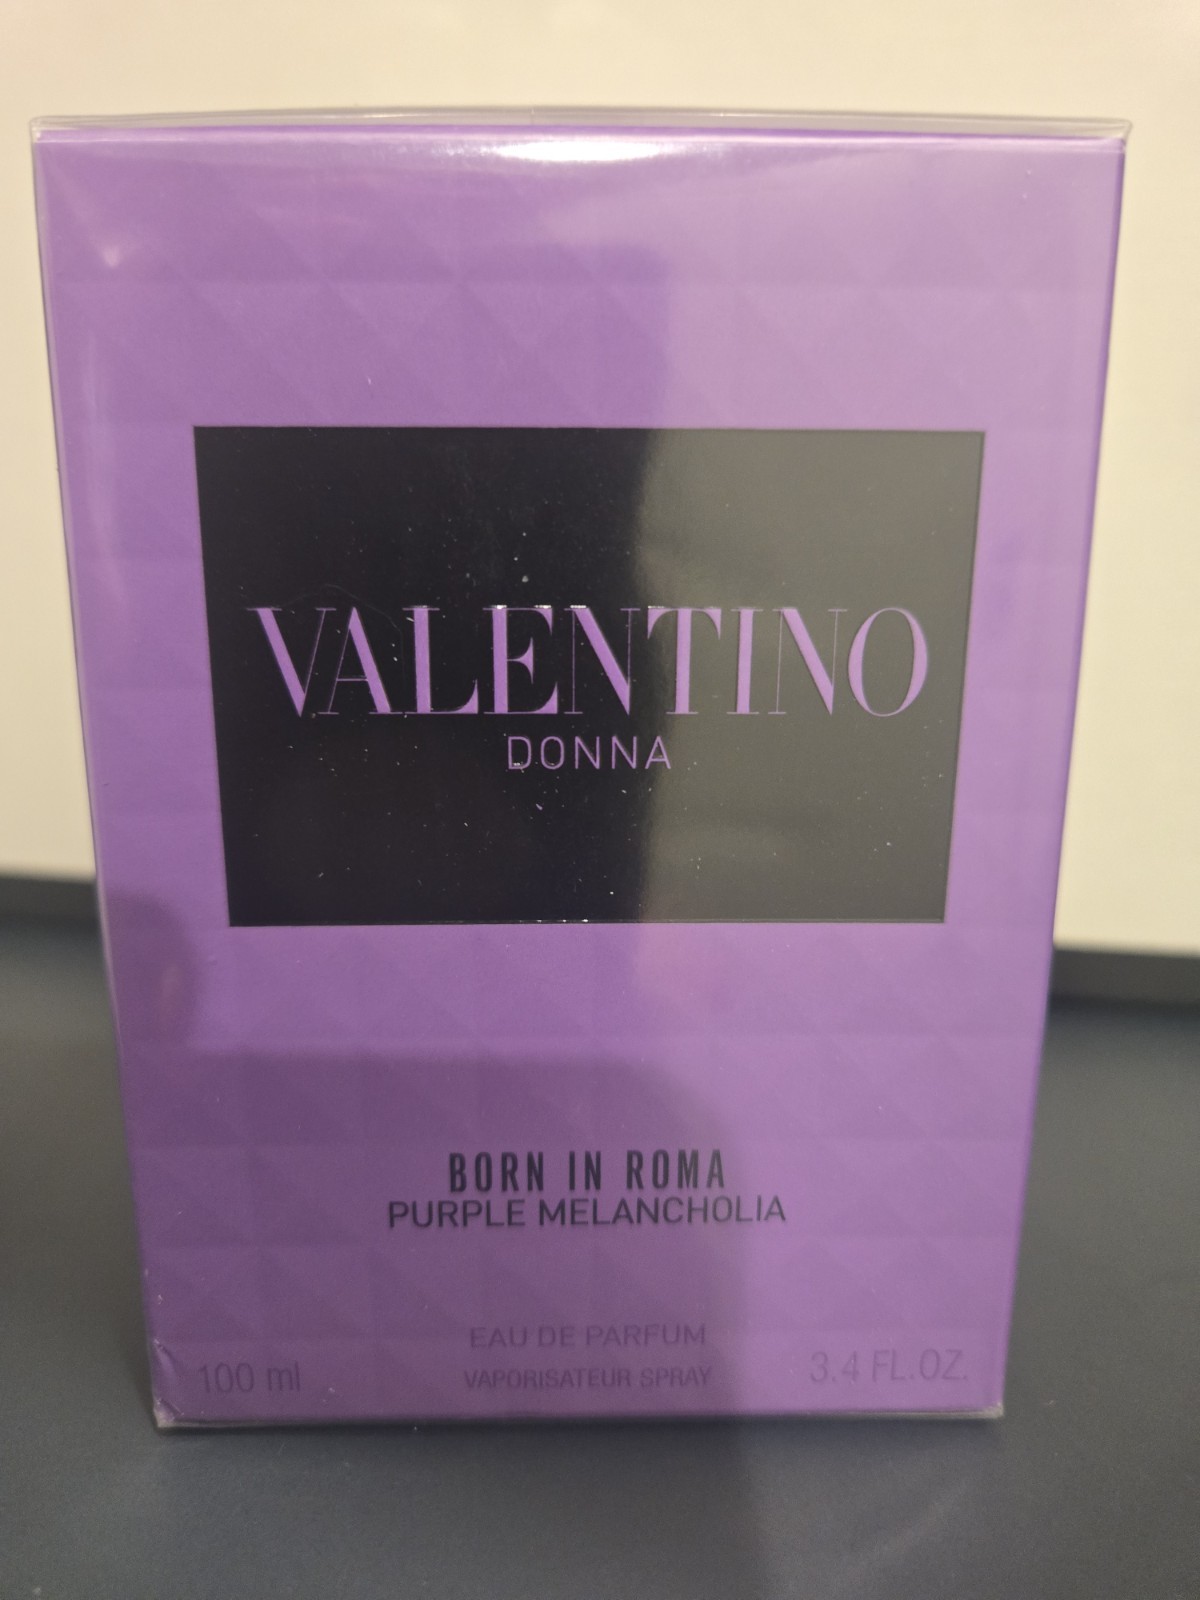 VALENTINO
DONNA
BORN IN ROMA
PURPLE MELANCHOLIA
EAU DE PARFUM
100 ml VAPORISATEUR SPRAY 3.4 FL.OZ.